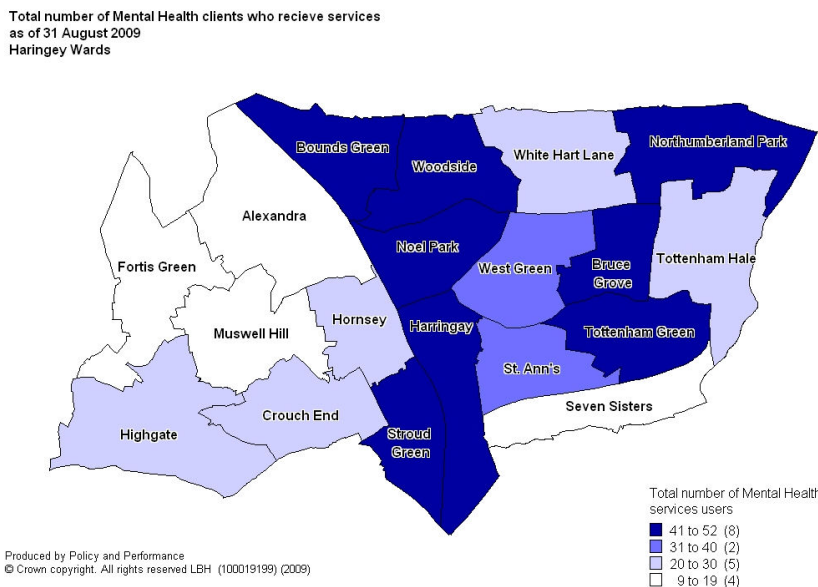 Total number of Mental Health clients who recieve services
as of 31 August 2009
Haringey Wards
Bounds Green
Woodside
White Hart Lane
Northumberland Park
Alexandra
Noel Park
West Green
Bruce
Grove
Tottenham Hale
Fortis Green
Muswell Hill
Hornsey
Harringay
Tottenham Green
St. Ann's
Seven Sisters
Highgate
Crouch End
Stroud
Green
Total number of Mental Health
services users
41 to 52 (8)
31 to 40 (2)
20 to 30 (5)
9 to 19 (4)
Produced by Policy and Performance
© Crown copyright. All rights reserved LBH (100019199) (2009)